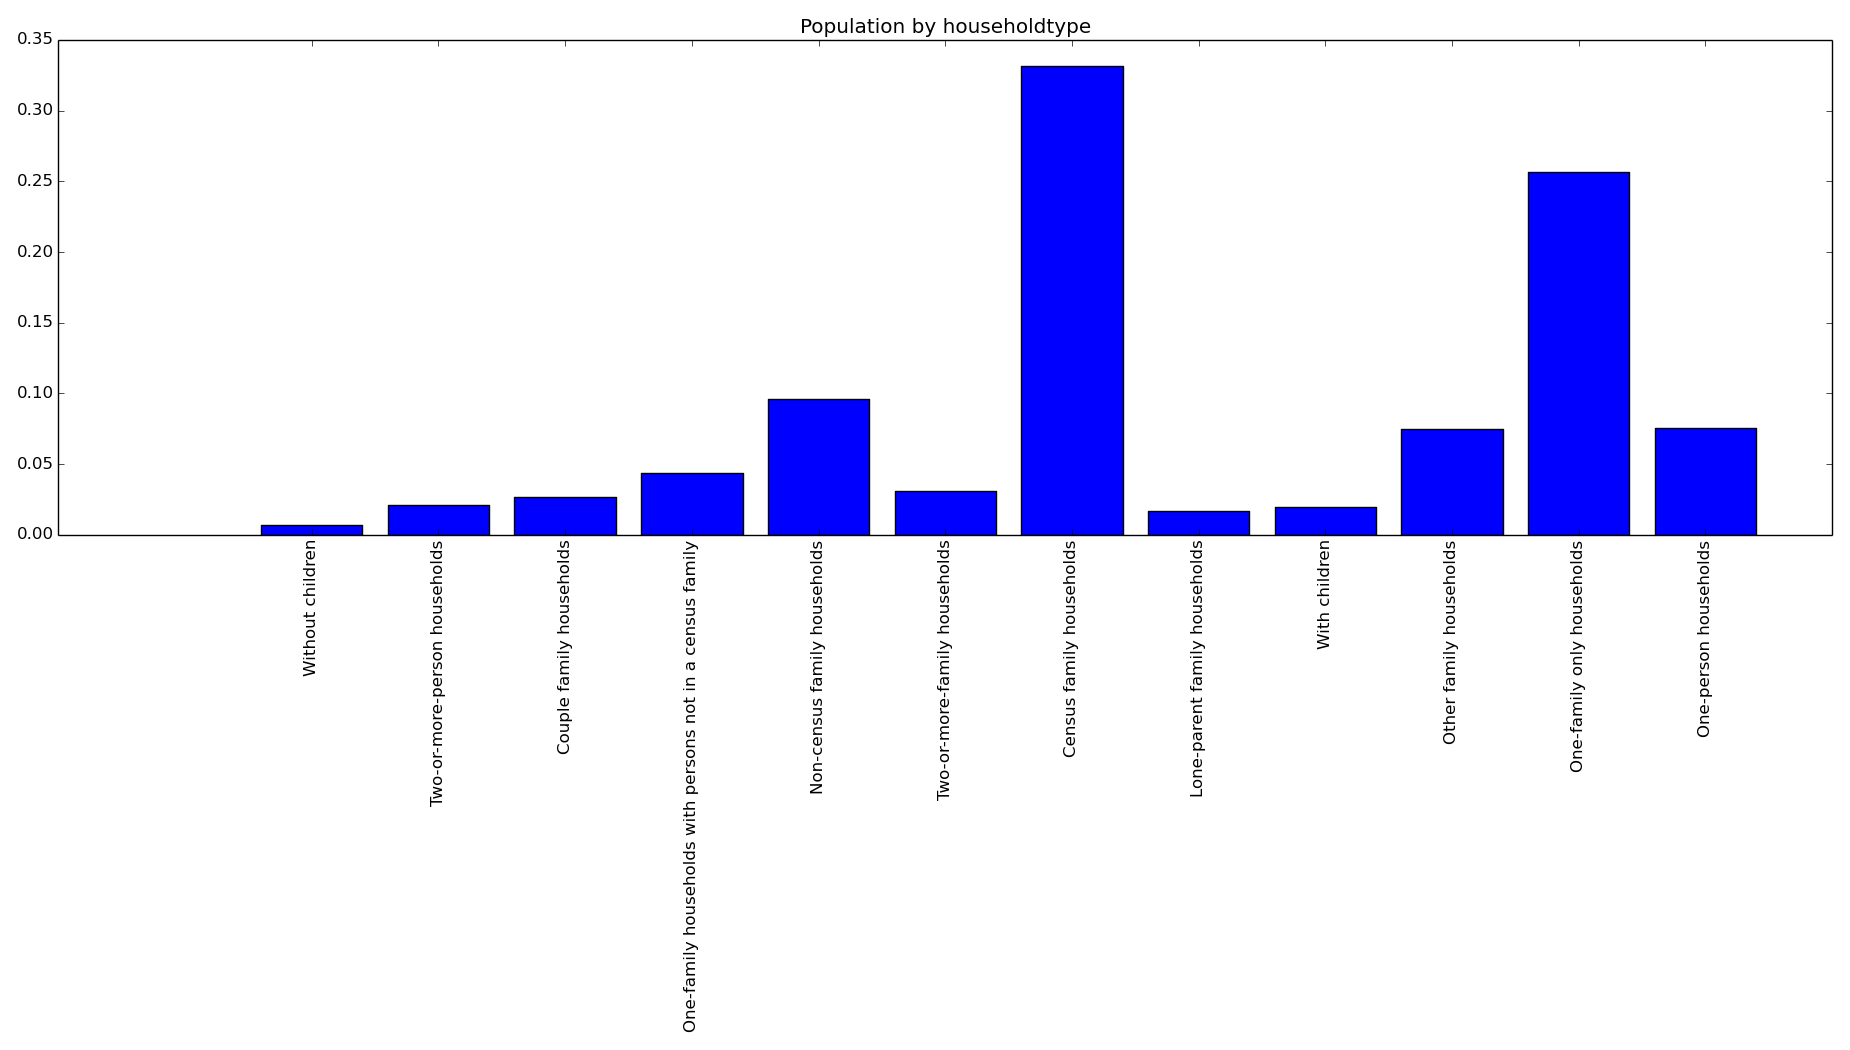 Population by householdtype
0.35
0.30
0.25
0.20
0.15
0.10
0.05
0.00
Without children
Two-or-more-person households
Couple family households
One-family households with persons not in a census family
Non-census family households
Two-or-more-family households
Census family households
Lone-parent family households
With children
Other family households
One-family only households
One-person households